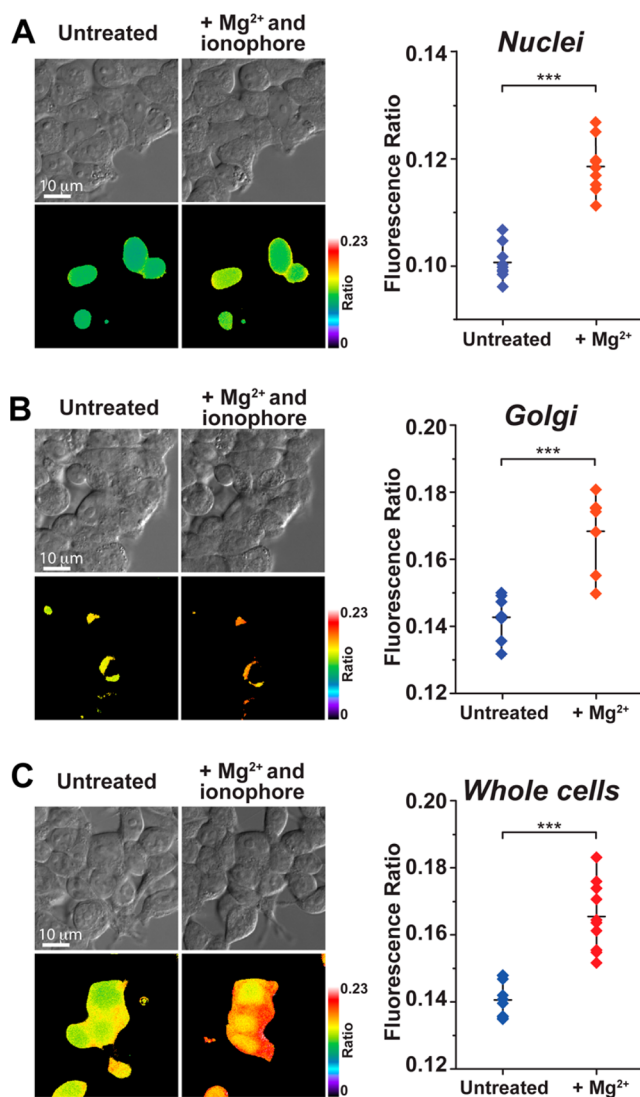 A
Untreated
+ Mg²⁺ and
ionophore
10 μm
0.23
Ratio
0
Nuclei
***
Fluorescence Ratio
0.14
0.12
0.10
Untreated
+ Mg²⁺
B
Untreated
+ Mg²⁺ and
ionophore
10 μm
0.23
Ratio
0
Golgi
***
Fluorescence Ratio
0.20
0.18
0.16
0.14
0.12
Untreated
+ Mg²⁺
C
Untreated
+ Mg²⁺ and
ionophore
10 μm
0.23
Ratio
0
Whole cells
***
Fluorescence Ratio
0.20
0.18
0.16
0.14
0.12
Untreated
+ Mg²⁺